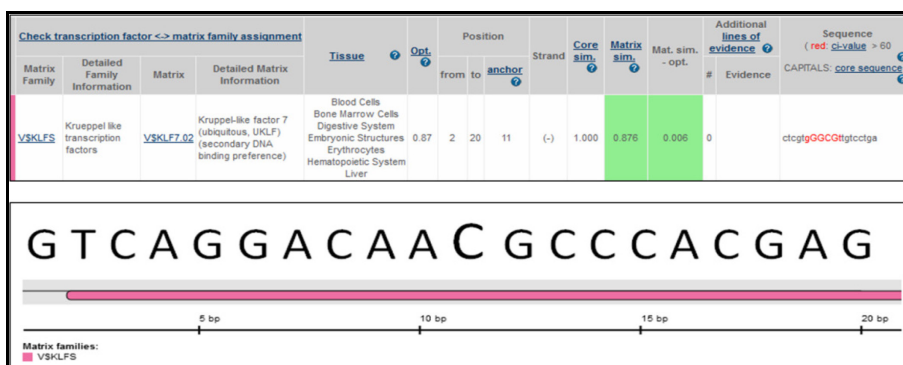 Check transcription factor <-> matrix family assignment
Tissue
Opt.
Position
Strand
Core sim.
Matrix sim.
Mat. sim. - opt.
Additional lines of evidence
Sequence
( red: ci-value > 60
CAPITALS: core sequence
Matrix Family
Detailed Family Information
Matrix
Detailed Matrix Information
from
to
anchor
#
Evidence
V$KLFS
Krueppel like transcription factors
V$KLF7.02
Kruppel-like factor 7
(ubiquitous, UKLF)
(secondary DNA
binding preference)
Blood Cells
Bone Marrow Cells
Digestive System
Embryonic Structures
Erythrocytes
Hematopoietic System
Liver
0.87
2
20
11
(-)
1.000
0.876
0.006
0
ctcgtgGGCGttgtcctga
GTCAGGACAACGCCCACGAG
5 bp
10 bp
15 bp
20 bp
Matrix families:
V$KLFS